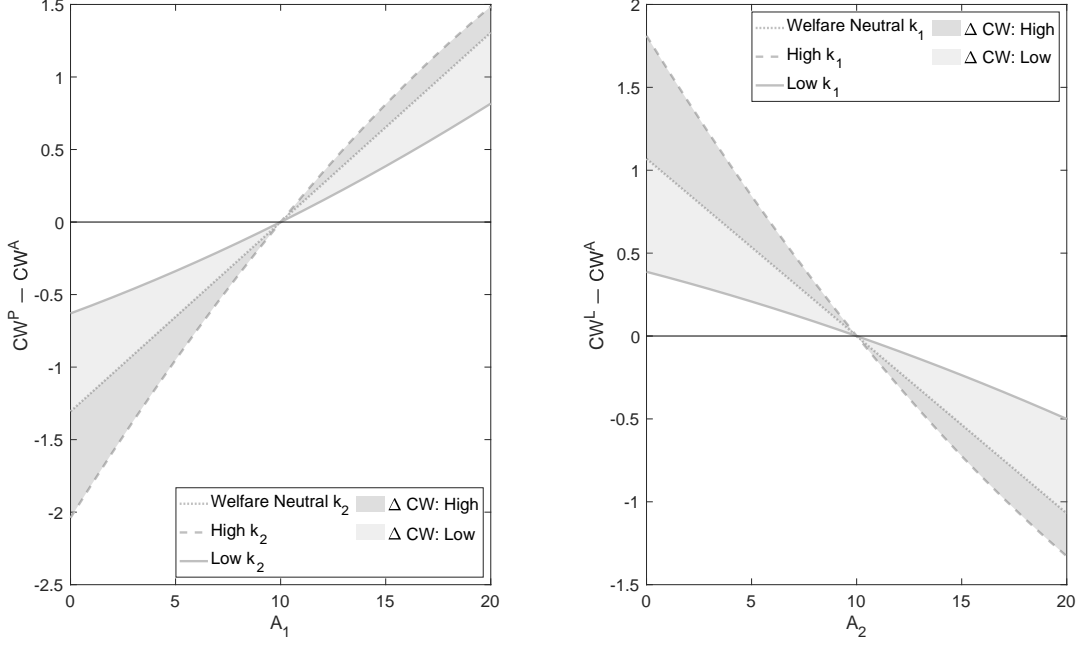 1.5
1
0.5
0
-0.5
-1
-1.5
-2
-2.5
CW^P — CW^A
0 5 10 15 20
A_1
Welfare Neutral k_2
High k_2
Low k_2
Δ CW: High
Δ CW: Low
2
1.5
1
0.5
0
-0.5
-1
-1.5
CW^L — CW^A
0 5 10 15 20
A_2
Welfare Neutral k_1
High k_1
Low k_1
Δ CW: High
Δ CW: Low